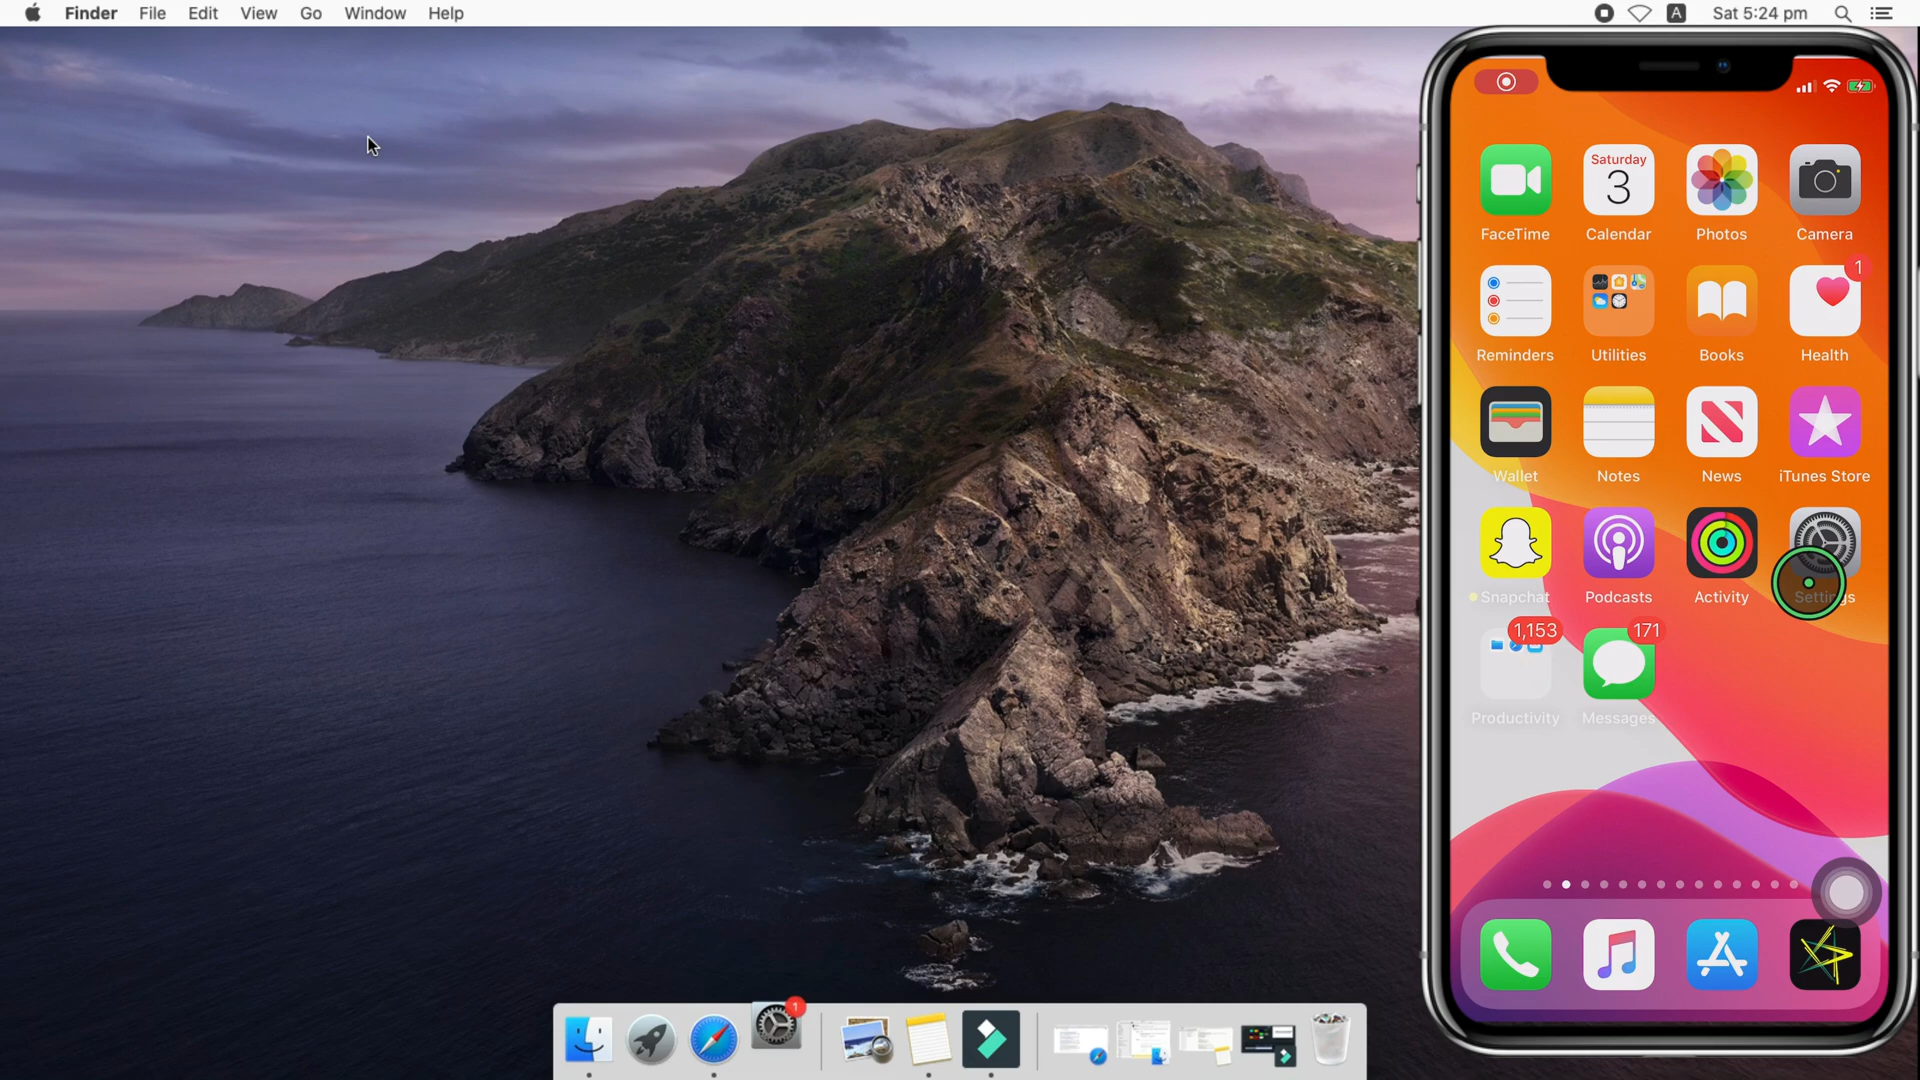 Finder File Edit View Go Window Help
A Sat 5:24 pm
Saturday
3
FaceTime Calendar Photos Camera
1
Reminders Utilities Books Health
Wallet Notes News iTunes Store
Snapchat Podcasts Activity Settings
1,153 171
Productivity Messages
1